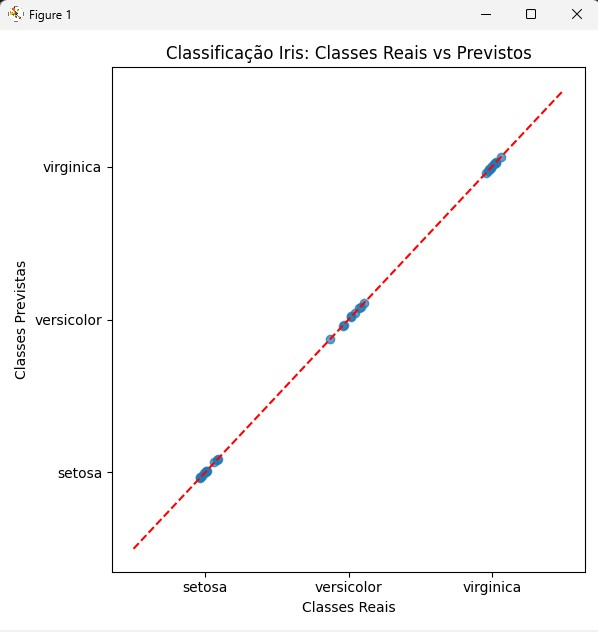 Figure 1
Classificação Iris: Classes Reais vs Previstos
virginica
versicolor
setosa
Classes Previstas
setosa versicolor virginica
Classes Reais